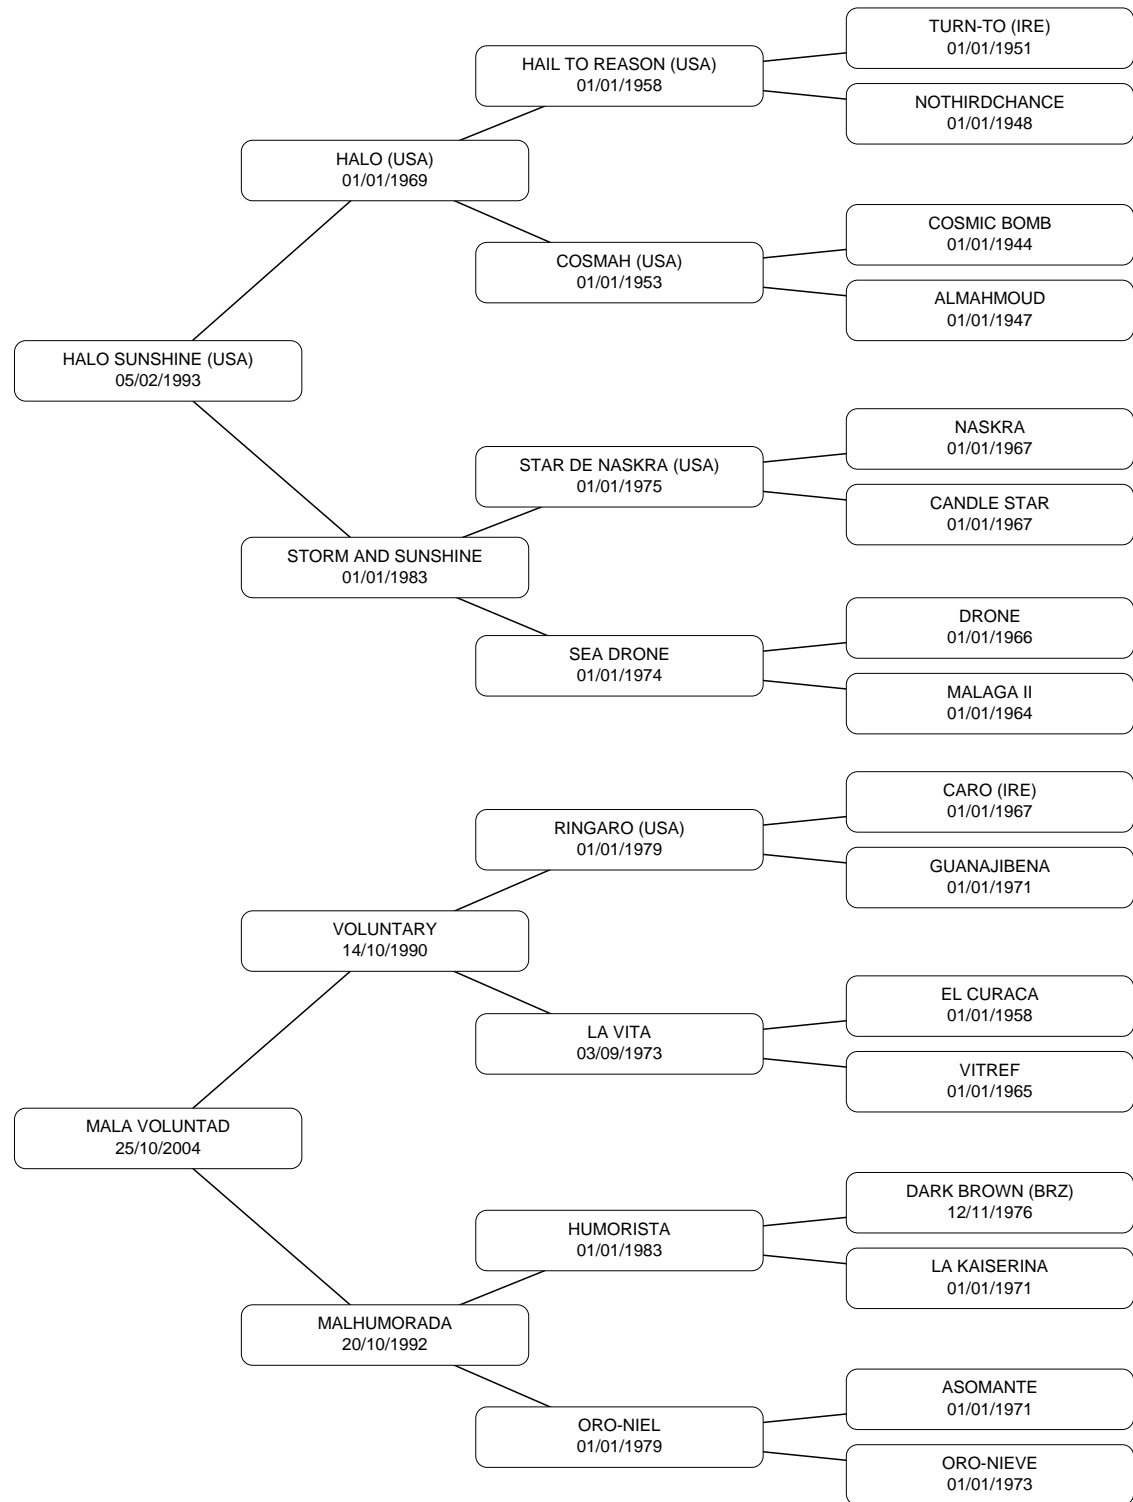 TURN-TO (IRE)
01/01/1951
HAIL TO REASON (USA)
01/01/1958
NOTHIRDCHANCE
01/01/1948
HALO (USA)
01/01/1969
COSMIC BOMB
01/01/1944
COSMAH (USA)
01/01/1953
ALMAHMOUD
01/01/1947
HALO SUNSHINE (USA)
05/02/1993
NASKRA
01/01/1967
STAR DE NASKRA (USA)
01/01/1975
CANDLE STAR
01/01/1967
STORM AND SUNSHINE
01/01/1983
DRONE
01/01/1966
SEA DRONE
01/01/1974
MALAGA II
01/01/1964
CARO (IRE)
01/01/1967
RINGARO (USA)
01/01/1979
GUANAJIBENA
01/01/1971
VOLUNTARY
14/10/1990
EL CURACA
01/01/1958
LA VITA
03/09/1973
VITREF
01/01/1965
MALA VOLUNTAD
25/10/2004
DARK BROWN (BRZ)
12/11/1976
HUMORISTA
01/01/1983
LA KAISERINA
01/01/1971
MALHUMORADA
20/10/1992
ASOMANTE
01/01/1971
ORO-NIEL
01/01/1979
ORO-NIEVE
01/01/1973